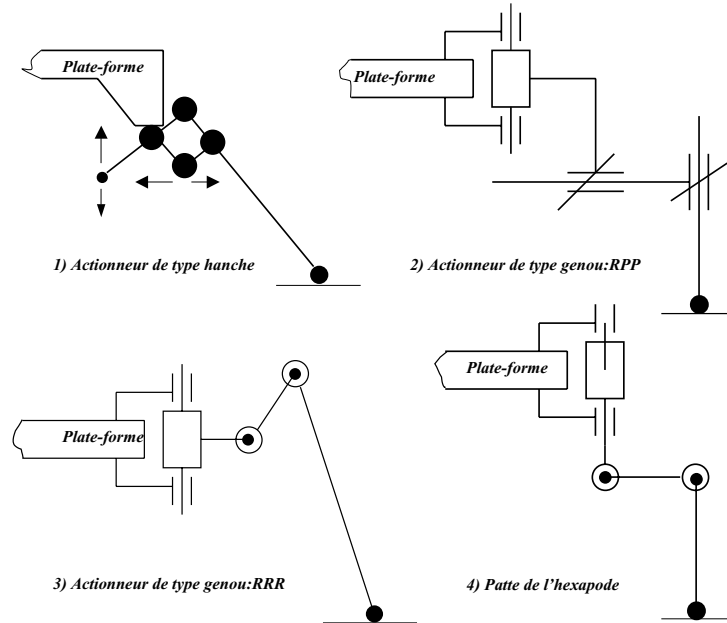 Plate-forme
Plate-forme
1) Actionneur de type hanche
2) Actionneur de type genou:RPP
Plate-forme
Plate-forme
3) Actionneur de type genou:RRR
4) Patte de l'hexapode